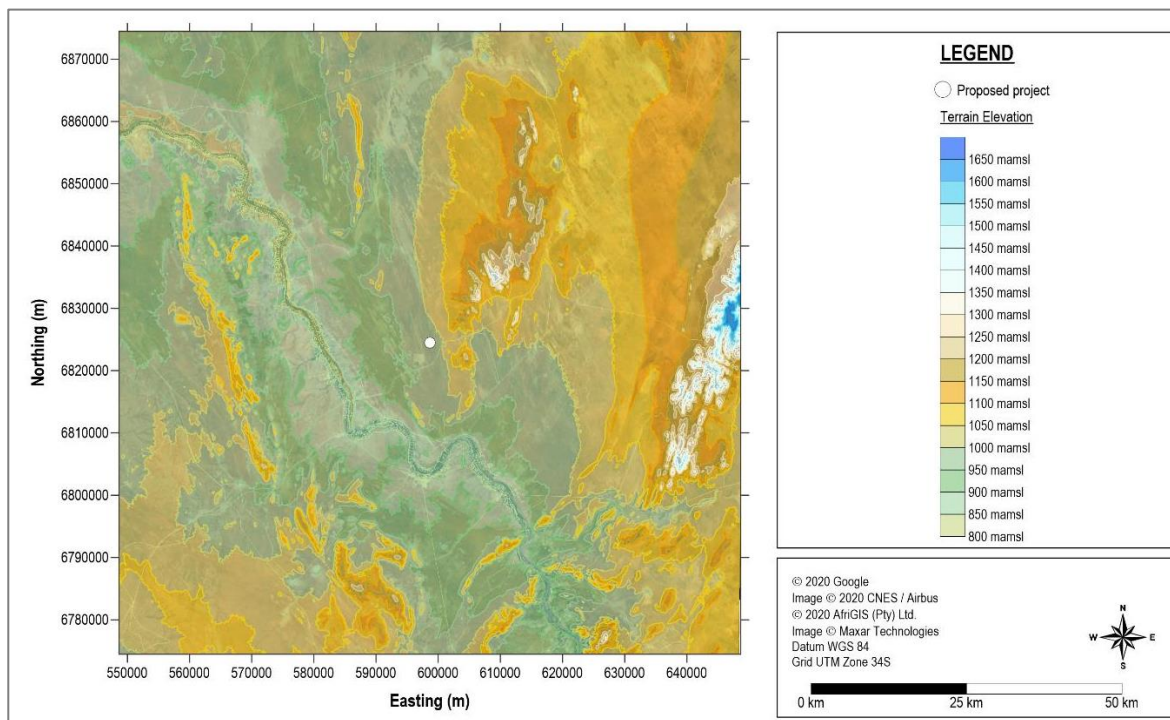 6870000
6860000
6850000
6840000
6830000
6820000
6810000
6800000
6790000
6780000
Northing (m)
550000 560000 570000 580000 590000 600000 610000 620000 630000 640000
Easting (m)
LEGEND
Proposed project
Terrain Elevation
1650 mamsl
1600 mamsl
1550 mamsl
1500 mamsl
1450 mamsl
1400 mamsl
1350 mamsl
1300 mamsl
1250 mamsl
1200 mamsl
1150 mamsl
1100 mamsl
1050 mamsl
1000 mamsl
950 mamsl
900 mamsl
850 mamsl
800 mamsl
© 2020 Google
Image © 2020 CNES / Airbus
© 2020 AfriGIS (Pty) Ltd.
Image © Maxar Technologies
Datum WGS 84
Grid UTM Zone 34S
N
W E
S
0 km 25 km 50 km